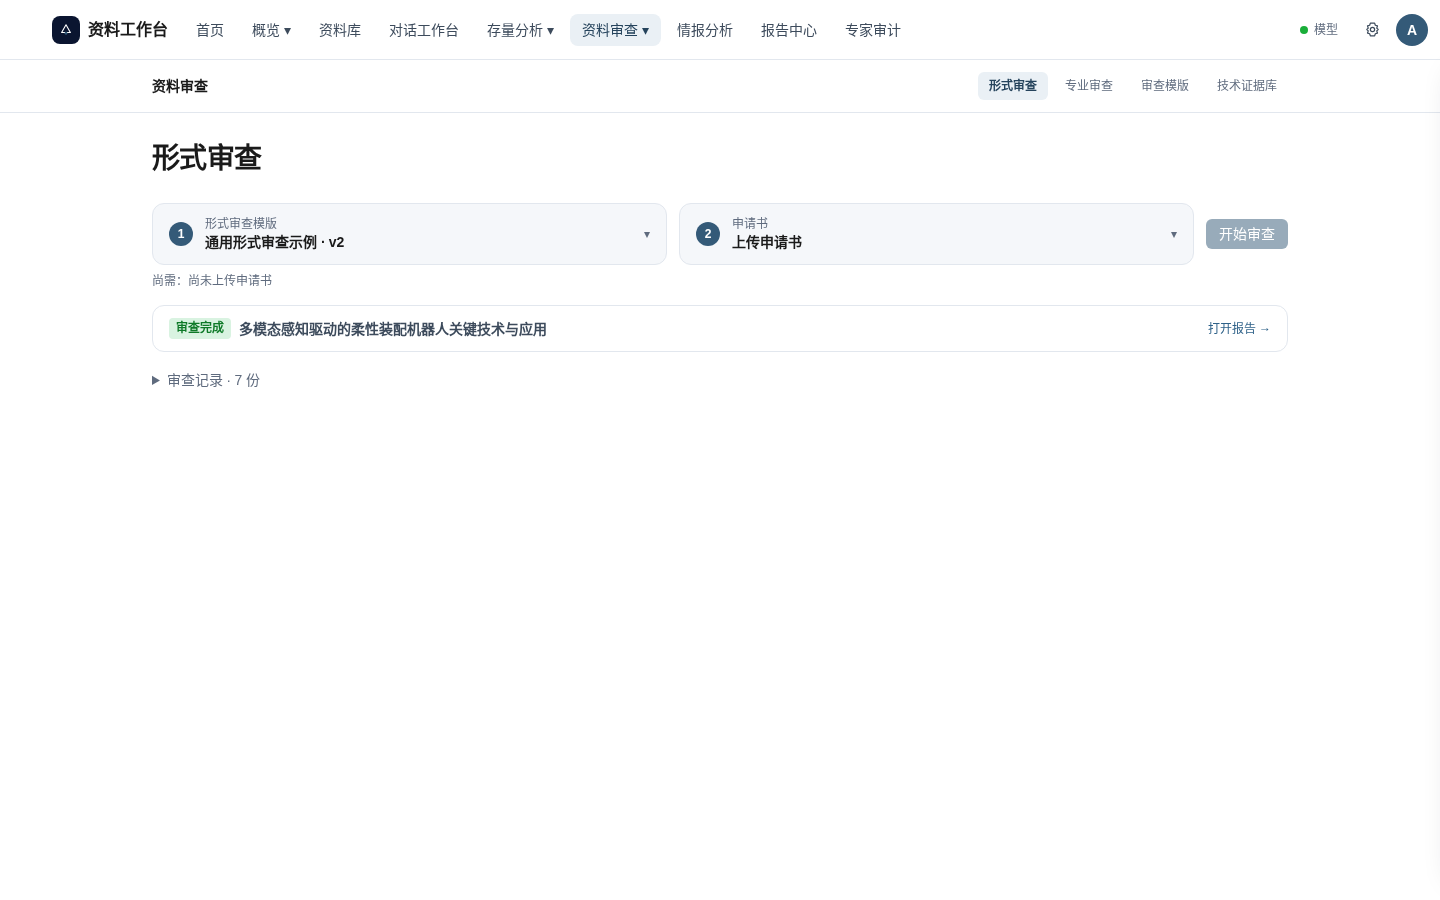 资料工作台 首页 概览 ▾ 资料库 对话工作台 存量分析 ▾ 资料审查 ▾ 情报分析 报告中心 专家审计 模型 A
资料审查 形式审查 专业审查 审查模版 技术证据库
形式审查
1 形式审查模版
通用形式审查示例 · v2
2 申请书
上传申请书
开始审查
尚需：尚未上传申请书
审查完成 多模态感知驱动的柔性装配机器人关键技术与应用 打开报告 →
▶ 审查记录 · 7 份